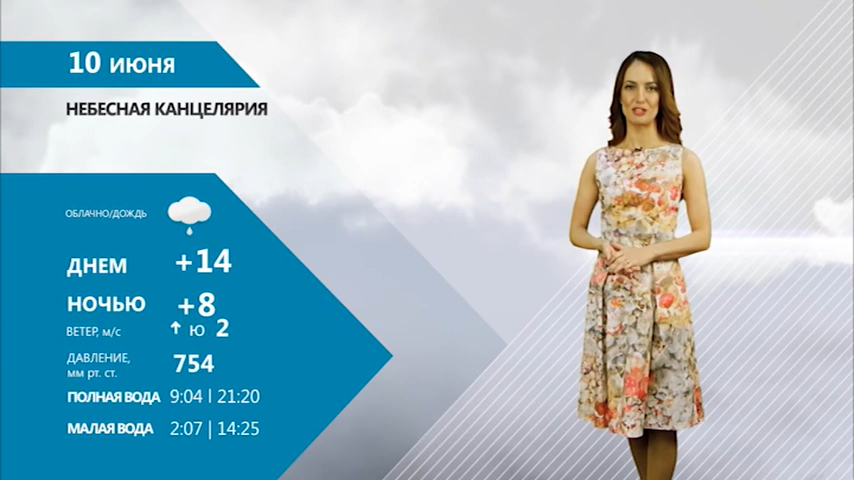 10 ИЮНЯ
НЕБЕСНАЯ КАНЦЕЛЯРИЯ
ОБЛАЧНО/ДОЖДЬ
ДНЕМ +14
НОЧЬЮ +8
ВЕТЕР, м/с ↑ Ю 2
ДАВЛЕНИЕ,
мм рт. ст. 754
ПОЛНАЯ ВОДА 9:04 | 21:20
МАЛАЯ ВОДА 2:07 | 14:25